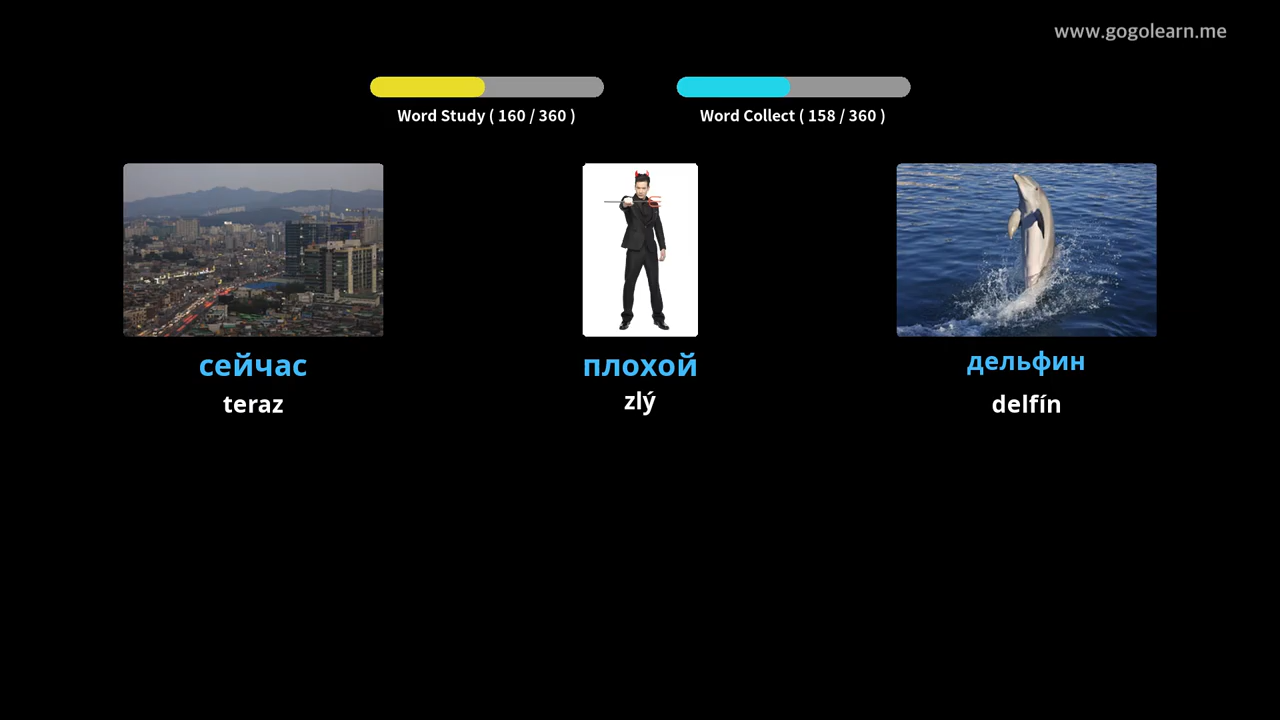 www.gogolearn.me
Word Study ( 160 / 360 )
Word Collect ( 158 / 360 )
сейчас
teraz
плохой
zlý
дельфин
delfín